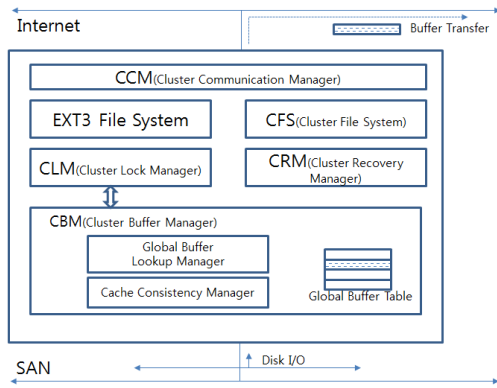 Internet
Buffer Transfer
CCM(Cluster Communication Manager)
EXT3 File System
CFS(Cluster File System)
CLM(Cluster Lock Manager)
CRM(Cluster Recovery
Manager)
CBM(Cluster Buffer Manager)
Global Buffer
Lookup Manager
Cache Consistency Manager
Global Buffer Table
Disk I/O
SAN